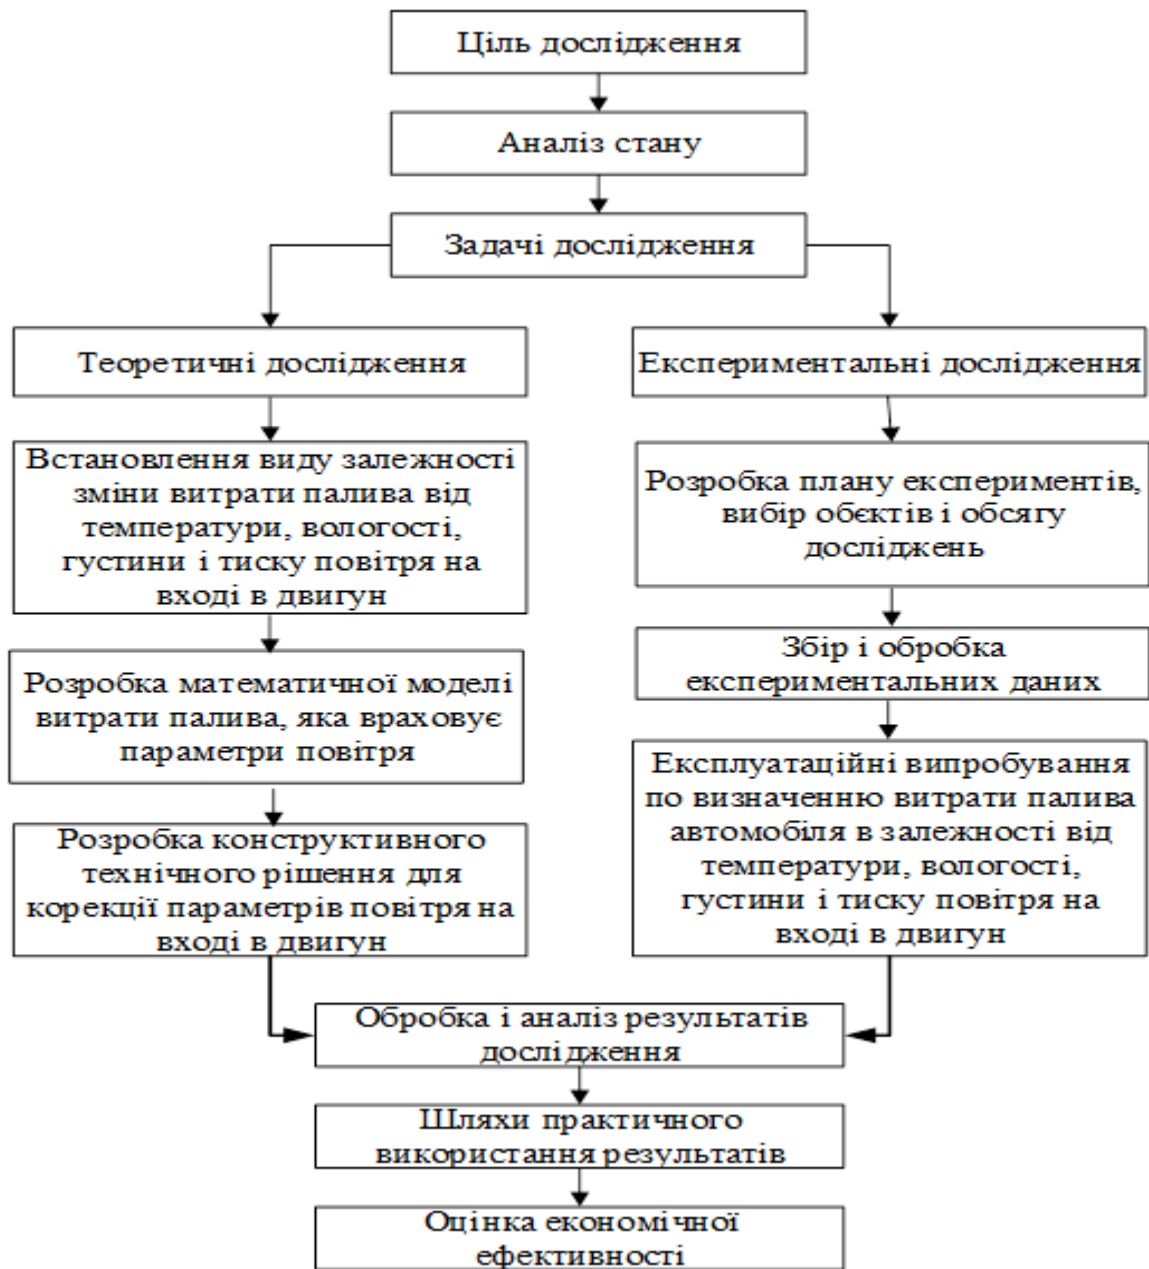 Ціль дослідження
Аналіз стану
Задачі дослідження
Теоретичні дослідження
Встановлення виду залежності
зміни витрати палива від
температури, вологості,
густини і тиску повітря на
вході в двигун
Розробка математичної моделі
витрати палива, яка враховує
параметри повітря
Розробка конструктивного
технічного рішення для
корекції параметрів повітря на
вході в двигун
Експериментальні дослідження
Розробка плану експериментів,
вибір обєктів і обсягу
досліджень
Збір і обробка
експериментальних даних
Експлуатаційні випробування
по визначенню витрати палива
автомобіля в залежності від
температури, вологості,
густини і тиску повітря на
вході в двигун
Обробка і аналіз результатів
дослідження
Шляхи практичного
використання результатів
Оцінка економічної
ефективності